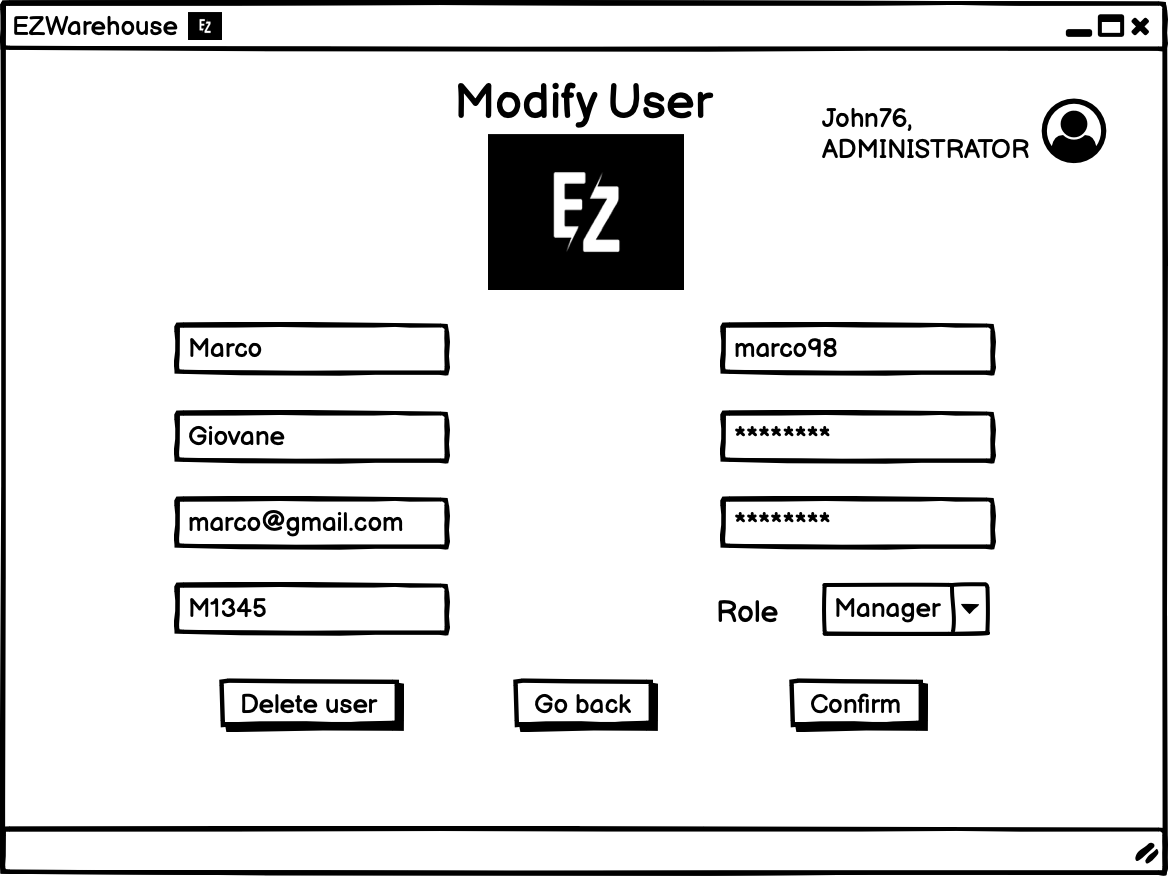 EZWarehouse EZ
Modify User
John76,
ADMINISTRATOR
EZ
Marco
marco98
Giovane
********
marco@gmail.com
********
M1345
Role
Manager
Delete user
Go back
Confirm